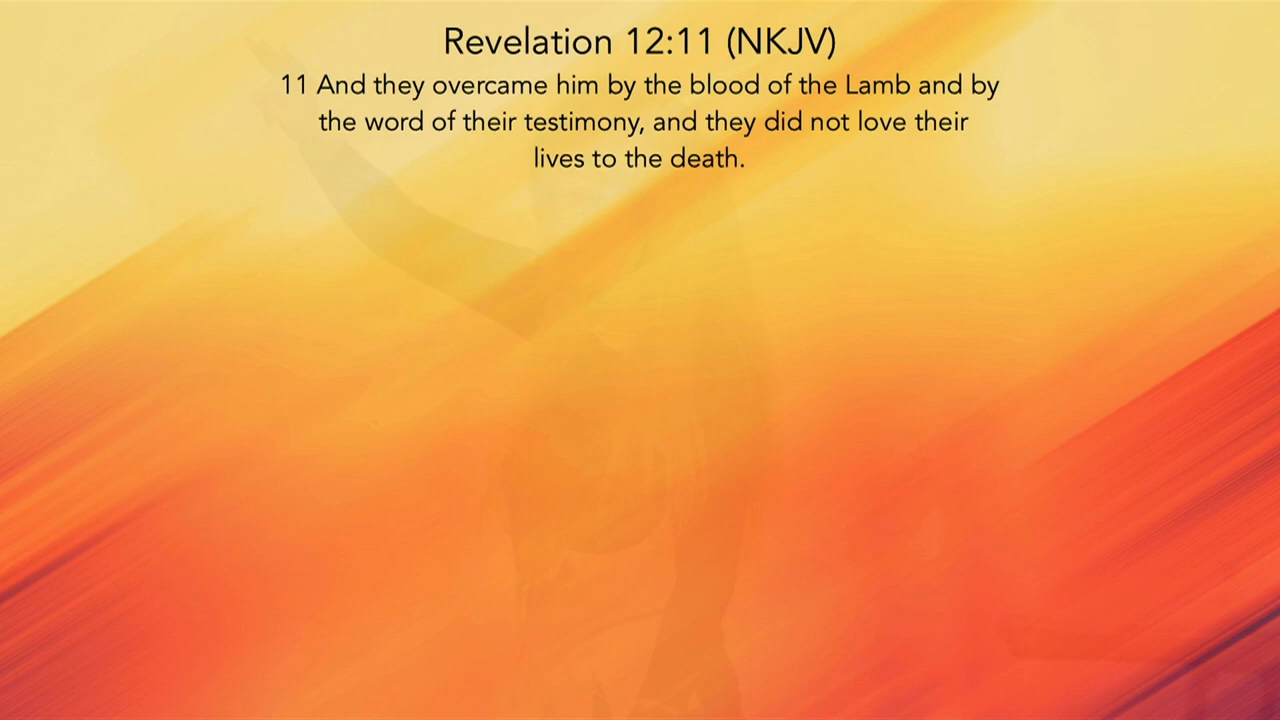 Revelation 12:11 (NKJV)
11 And they overcame him by the blood of the Lamb and by
the word of their testimony, and they did not love their
lives to the death.